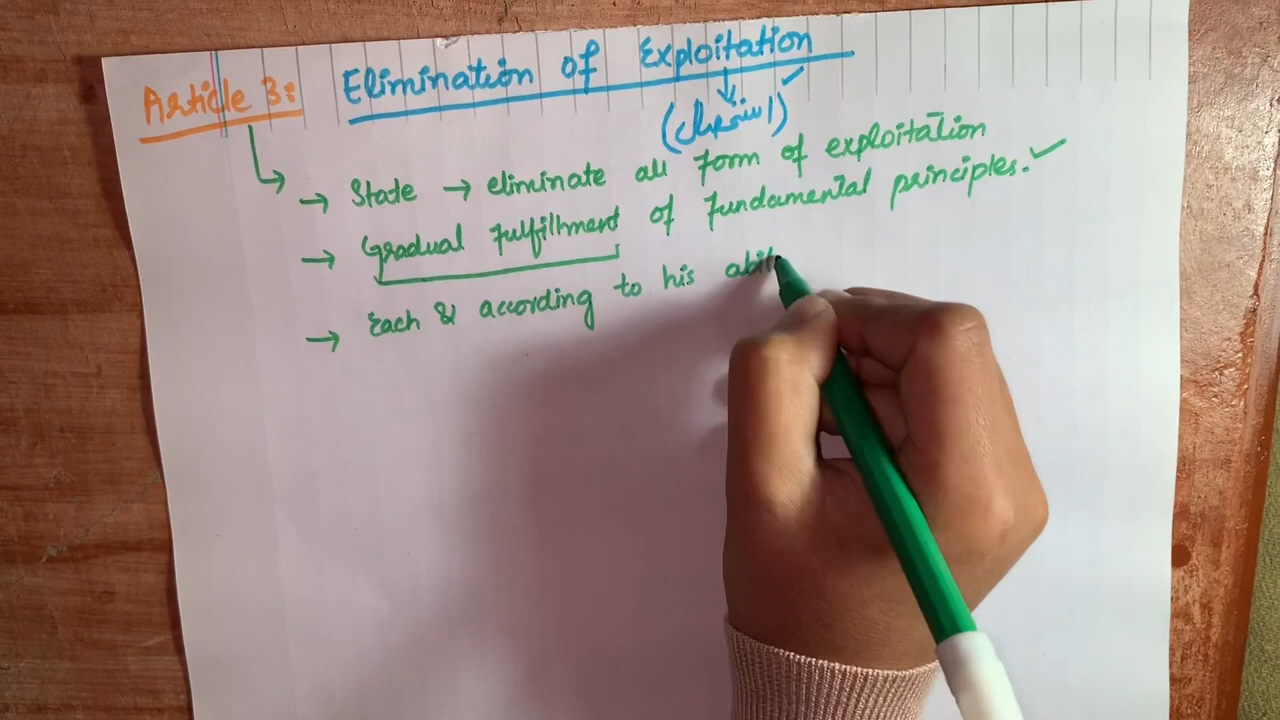 Article 3: Elimination of Exploitation
(استحصال)
→ State → eliminate all form of exploitation
→ Gradual fulfillment of fundamental principles.
→ Each & according to his abil